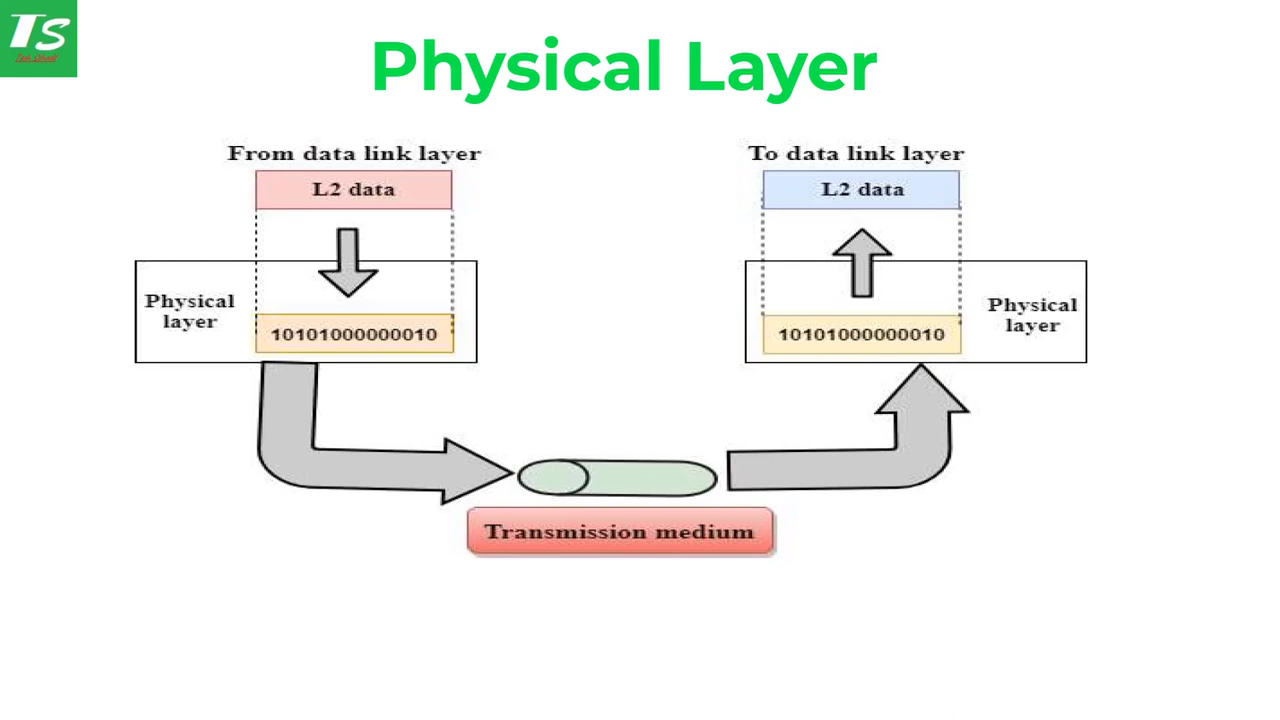 TS
Physical Layer
From data link layer
To data link layer
L2 data
L2 data
Physical
layer
10101000000010
10101000000010
Physical
layer
Transmission medium